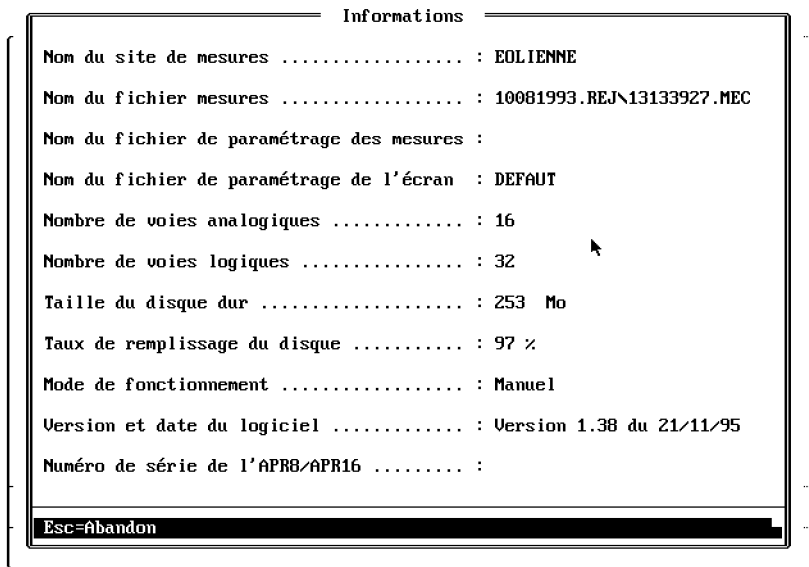 Informations
Nom du site de mesures .................. : EOLIENNE
Nom du fichier mesures .................. : 10081993.REJ\13133927.MEC
Nom du fichier de paramétrage des mesures :
Nom du fichier de paramétrage de l'écran : DEFAUT
Nombre de voies analogiques ............. : 16
Nombre de voies logiques ................ : 32
Taille du disque dur .................... : 253 Mo
Taux de remplissage du disque ........... : 97 %
Mode de fonctionnement .................. : Manuel
Version et date du logiciel ............. : Version 1.38 du 21/11/95
Numéro de série de l'APR8/APR16 ......... :
Esc=Abandon